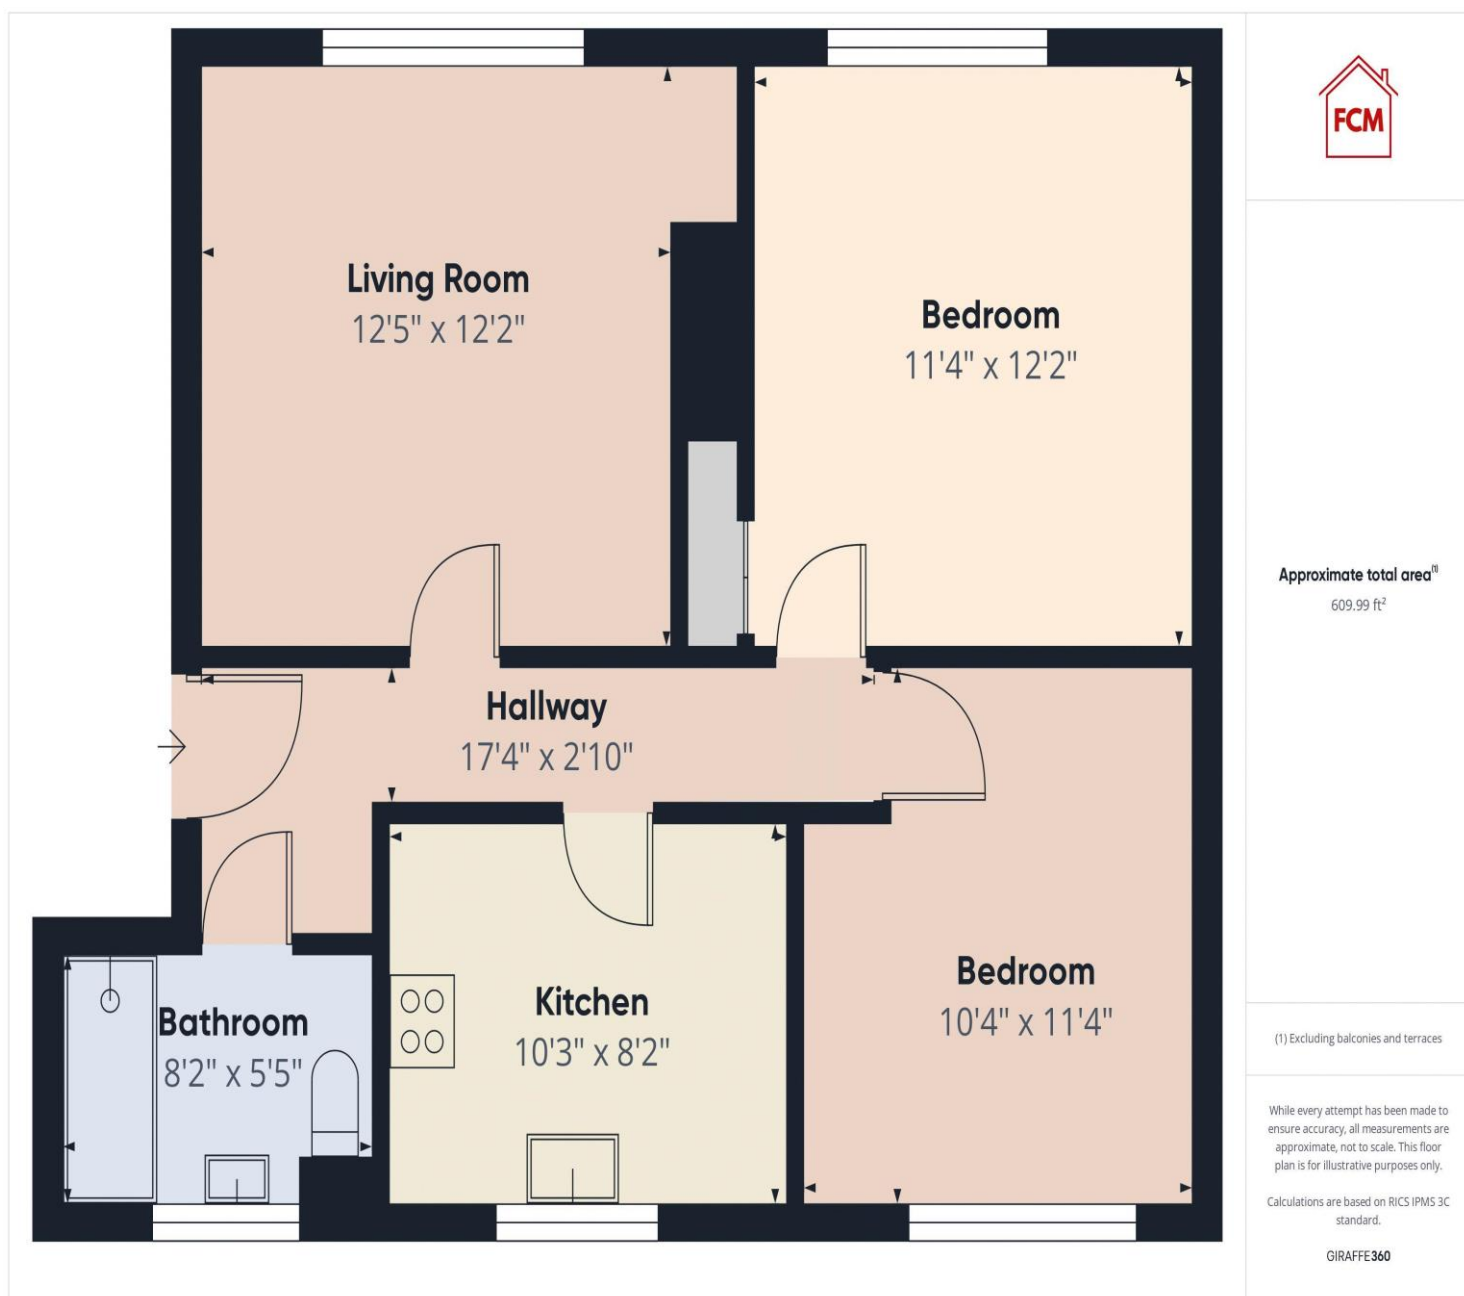 FCM
Living Room
12'5" x 12'2"
Bedroom
11'4" x 12'2"
Hallway
17'4" x 2'10"
Bathroom
8'2" x 5'5"
Kitchen
10'3" x 8'2"
Bedroom
10'4" x 11'4"
Approximate total area(1)
609.99 ft²
(1) Excluding balconies and terraces
While every attempt has been made to
ensure accuracy, all measurements are
approximate, not to scale. This floor
plan is for illustrative purposes only.
Calculations are based on RICS IPMS 3C
standard.
GIRAFFE360